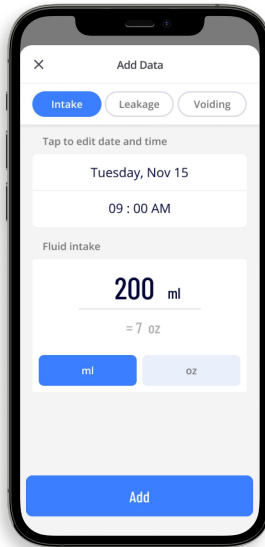 Add Data
Intake Leakage Voiding
Tap to edit date and time
Tuesday, Nov 15
09 : 00 AM
Fluid intake
200 ml
= 7 oz
ml oz
Add